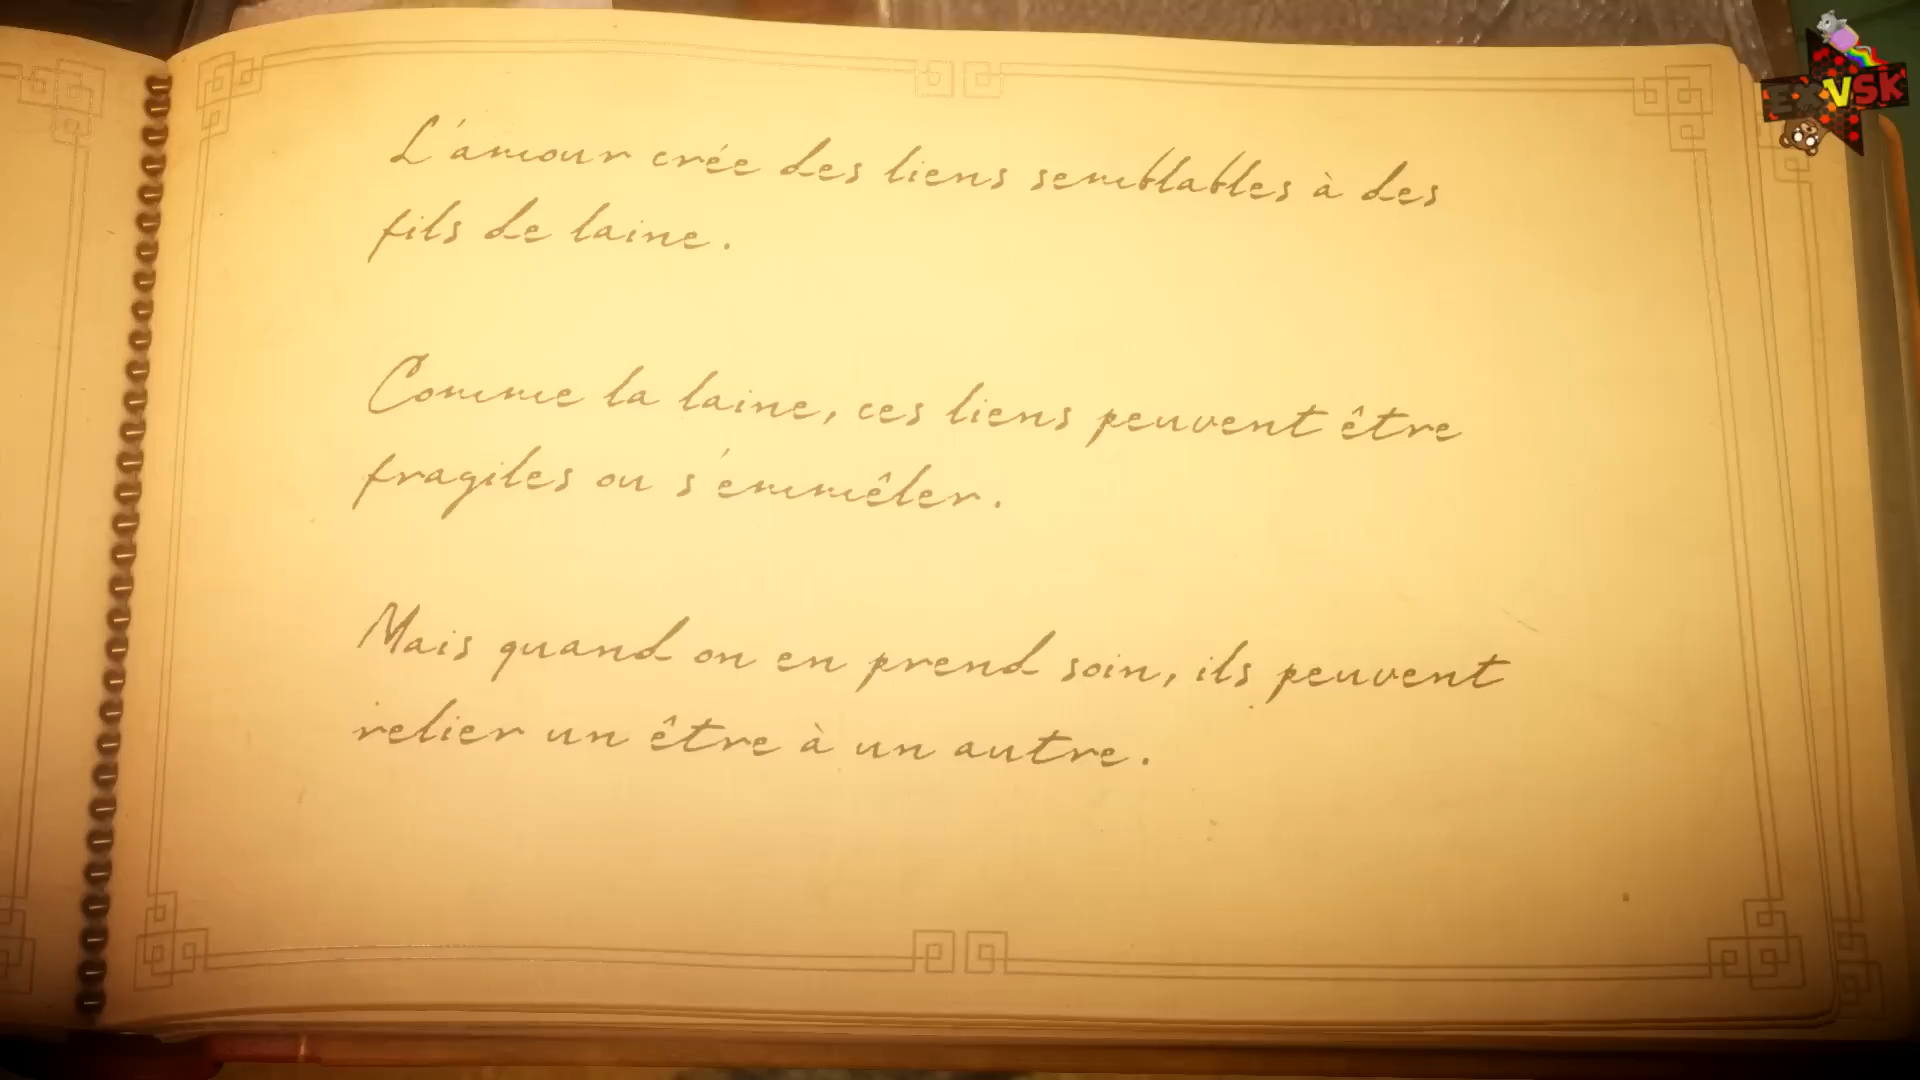 L'amour crée des liens semblables à des
fils de laine.
Comme la laine, ces liens peuvent être
fragiles ou s'emmêler.
Mais quand on en prend soin, ils peuvent
relier un être à un autre.
EXVSK